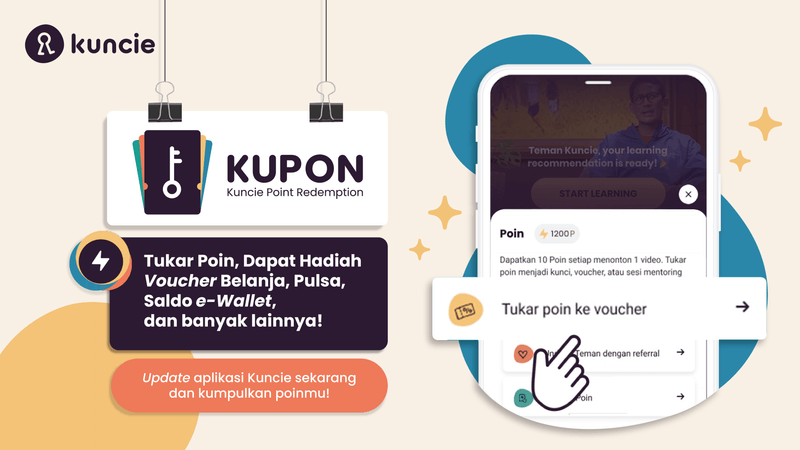 kuncie
KUPON
Kuncie Point Redemption
Tukar Poin, Dapat Hadiah
Voucher Belanja, Pulsa,
Saldo e-Wallet,
dan banyak lainnya!
Update aplikasi Kuncie sekarang
dan kumpulkan poinmu!
Teman Kuncie, your learning
recommendation is ready!
START LEARNING
Poin
1200 P
Dapatkan 10 Poin setiap menonton 1 video. Tukar
poin menjadi kunci, voucher, atau sesi mentoring
Tukar poin ke voucher
Teman dengan referral
Poin